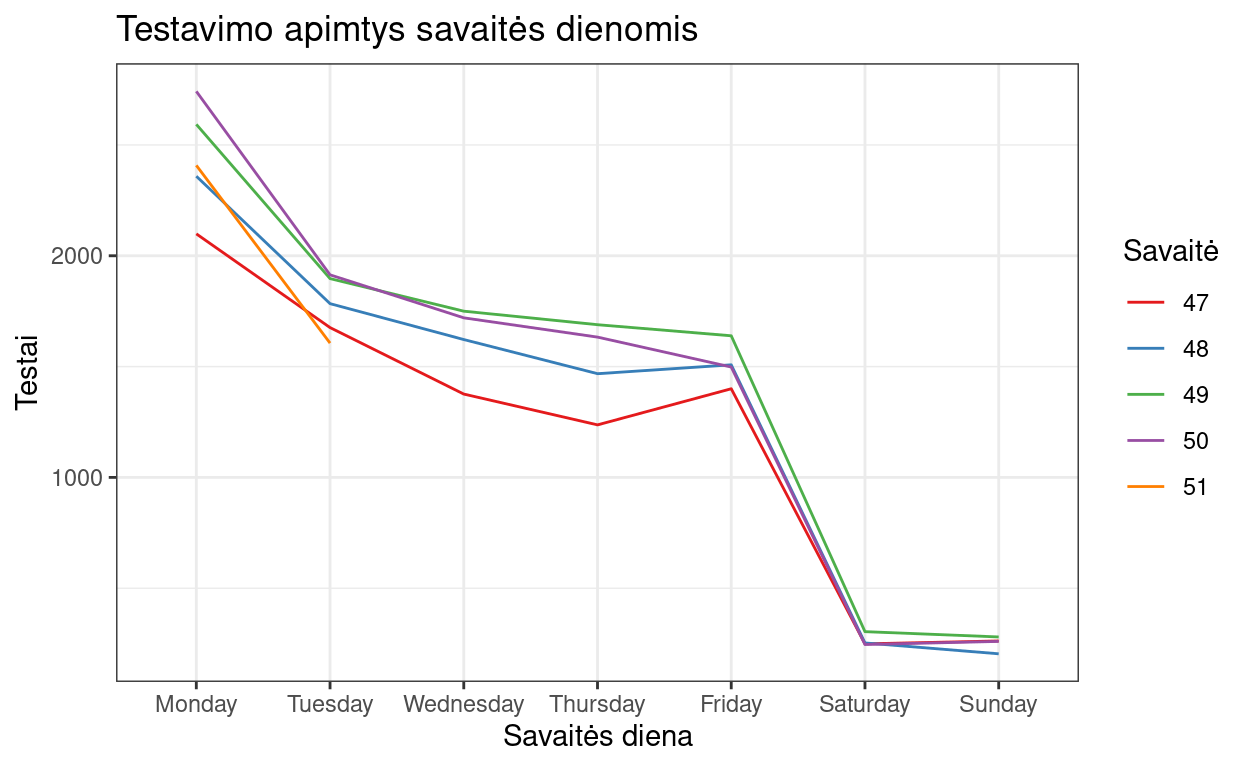 Testavimo apimtys savaitės dienomis
Testai
2000
1000
Monday Tuesday Wednesday Thursday Friday Saturday Sunday
Savaitės diena
Savaitė
47
48
49
50
51